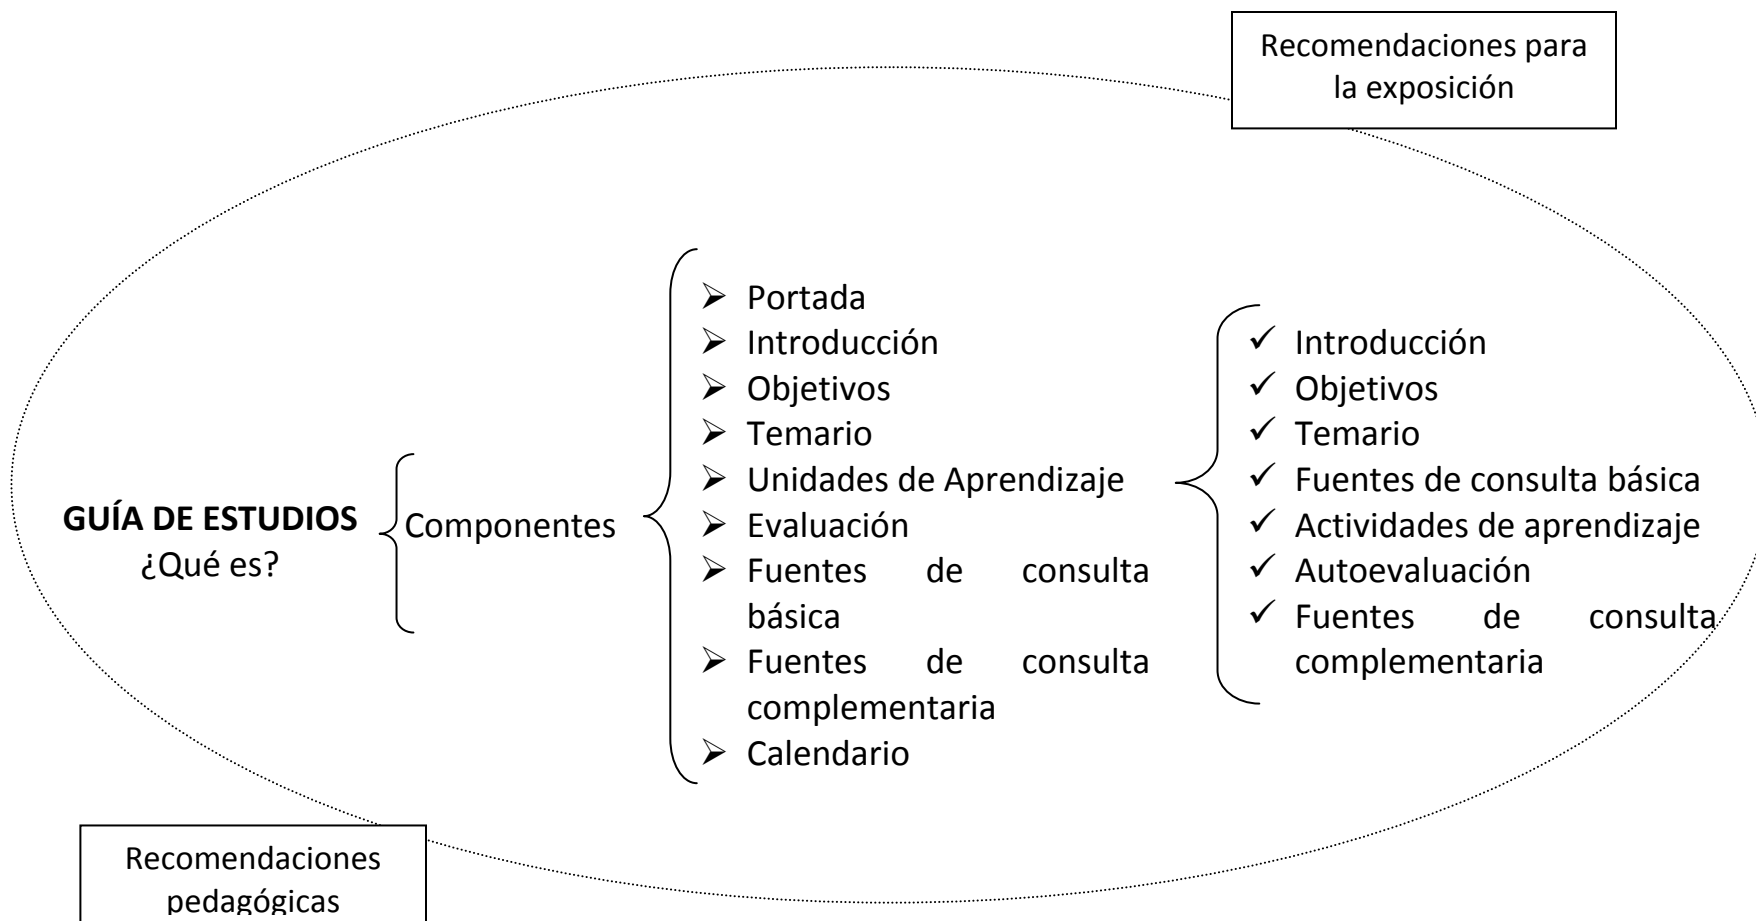 Recomendaciones para
la exposición
GUÍA DE ESTUDIOS
¿Qué es?
Componentes
Portada
Introducción
Objetivos
Temario
Unidades de Aprendizaje
Evaluación
Fuentes de consulta
básica
Fuentes de consulta
complementaria
Calendario
Introducción
Objetivos
Temario
Fuentes de consulta básica
Actividades de aprendizaje
Autoevaluación
Fuentes de consulta
complementaria
Recomendaciones
pedagógicas